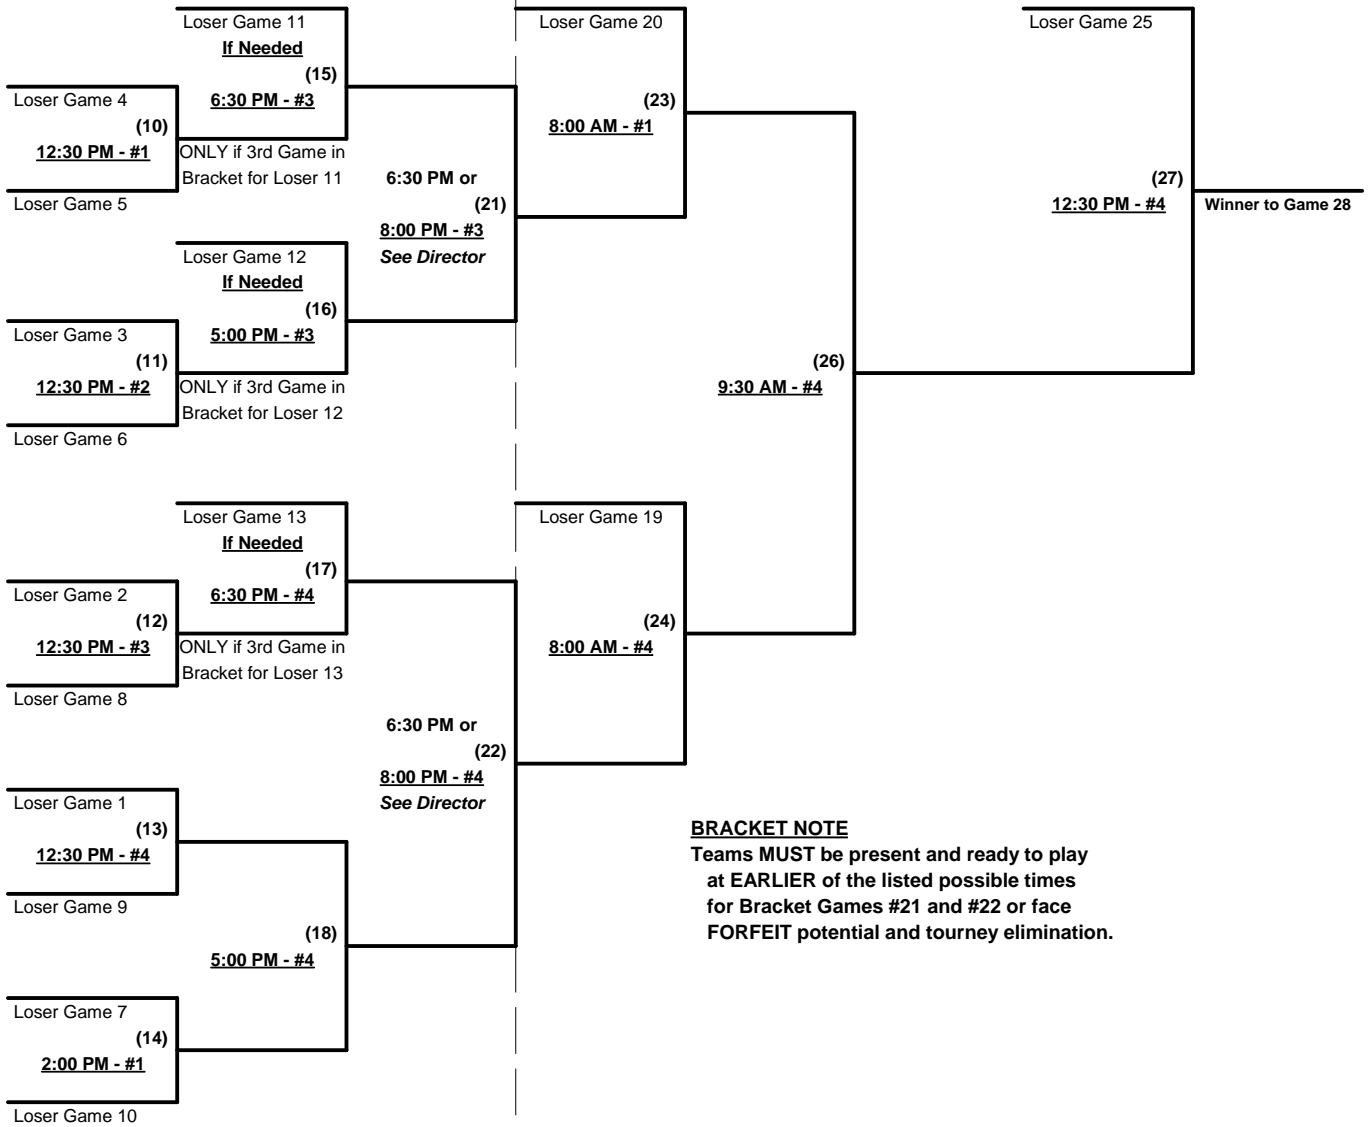 Loser Game 11
If Needed
(15)
6:30 PM - #3
Loser Game 4
(10)
12:30 PM - #1
ONLY if 3rd Game in
Bracket for Loser 11
Loser Game 5
6:30 PM or
(21)
8:00 PM - #3
See Director
Loser Game 12
If Needed
(16)
5:00 PM - #3
Loser Game 3
(11)
12:30 PM - #2
ONLY if 3rd Game in
Bracket for Loser 12
Loser Game 6
Loser Game 13
If Needed
(17)
6:30 PM - #4
Loser Game 2
(12)
12:30 PM - #3
ONLY if 3rd Game in
Bracket for Loser 13
Loser Game 8
6:30 PM or
(22)
8:00 PM - #4
See Director
Loser Game 1
(13)
12:30 PM - #4
Loser Game 9
(18)
5:00 PM - #4
Loser Game 7
(14)
2:00 PM - #1
Loser Game 10
Loser Game 20
(23)
8:00 AM - #1
Loser Game 19
(24)
8:00 AM - #4
(26)
9:30 AM - #4
Loser Game 25
(27)
12:30 PM - #4
Winner to Game 28
BRACKET NOTE
Teams MUST be present and ready to play
at EARLIER of the listed possible times
for Bracket Games #21 and #22 or face
FORFEIT potential and tourney elimination.